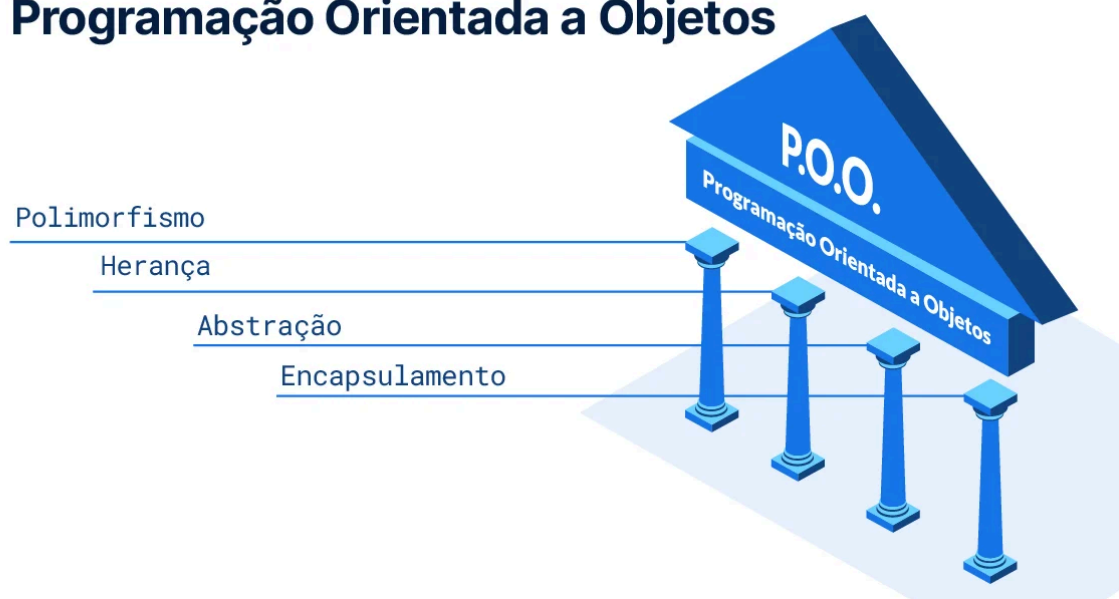 Programação Orientada a Objetos
P.O.O.
Programação Orientada a Objetos
Polimorfismo
Herança
Abstração
Encapsulamento